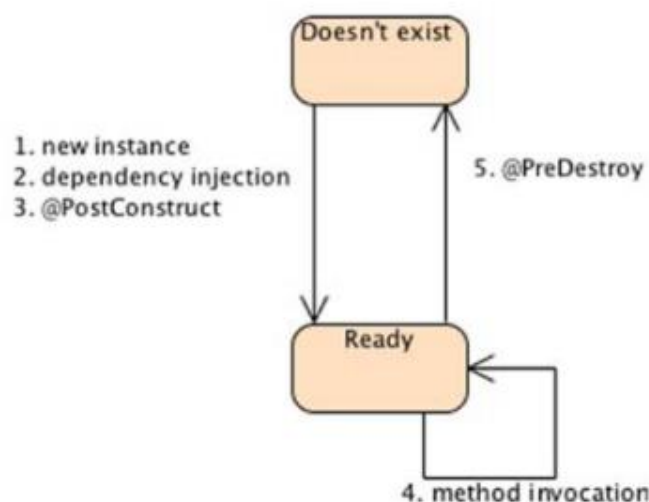 Doesn't exist
1. new instance
2. dependency injection
3. @PostConstruct
5. @PreDestroy
Ready
4. method invocation